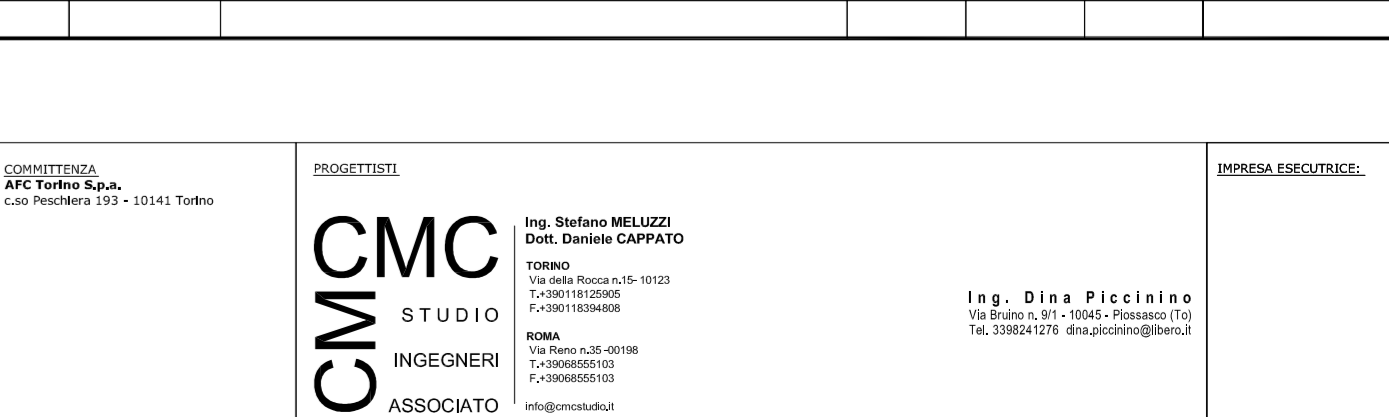 COMMITTENZA
AFC Torino S.p.a.
c.so Peschiera 193 - 10141 Torino
PROGETTISTI
CMC
CMC
STUDIO
INGEGNERI
ASSOCIATO
Ing. Stefano MELUZZI
Dott. Daniele CAPPATO
TORINO
Via della Rocca n.15- 10123
T.+390118125905
F.+390118394808
ROMA
Via Reno n.35 -00198
T.+39068555103
F.+39068555103
info@cmcstudio.it
Ing. Dina Piccinino
Via Bruino n. 9/1 - 10045 - Piossasco (To)
Tel. 3398241276 dina.piccinino@libero.it
IMPRESA ESECUTRICE: